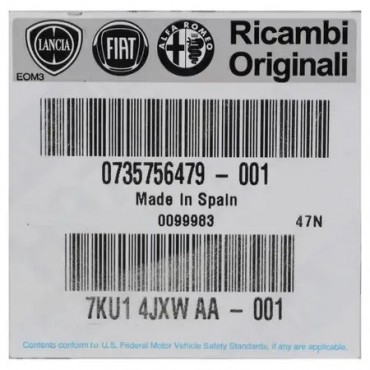 LANCIA FIAT ALFA ROMEO Ricambi
EOM3 Originali
0735756479 - 001
Made In Spain
0099983 47N
7KU1 4JXW AA - 001
Contents conform to U.S. Federal Motor Vehicle Safety Standards, if any are applicable.